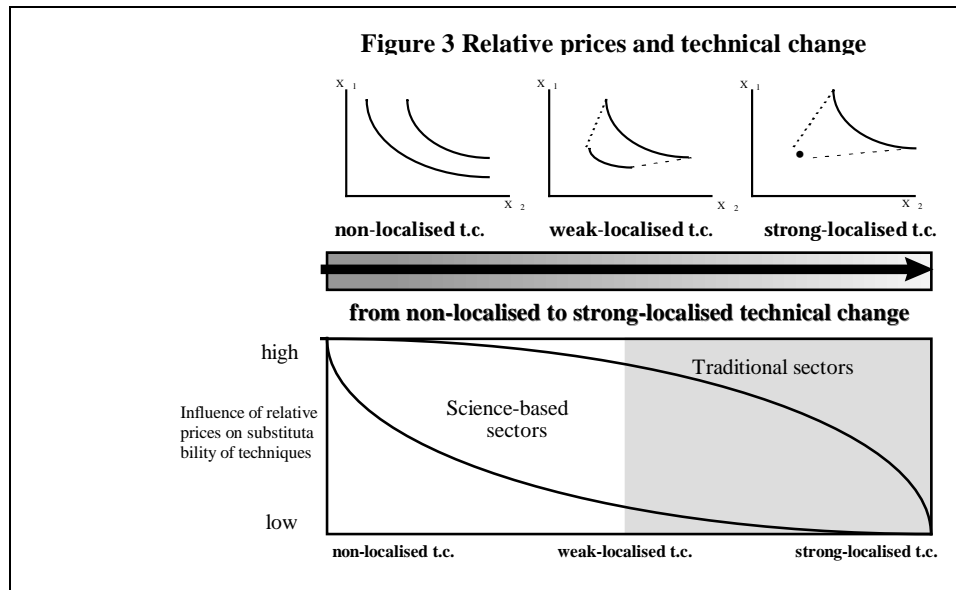 Figure 3 Relative prices and technical change
X 1
X 1
X 1
X 2
X 2
X 2
non-localised t.c.
weak-localised t.c.
strong-localised t.c.
from non-localised to strong-localised technical change
high
Traditional sectors
Influence of relative
prices on substituta
bility of techniques
Science-based
sectors
low
non-localised t.c.
weak-localised t.c.
strong-localised t.c.